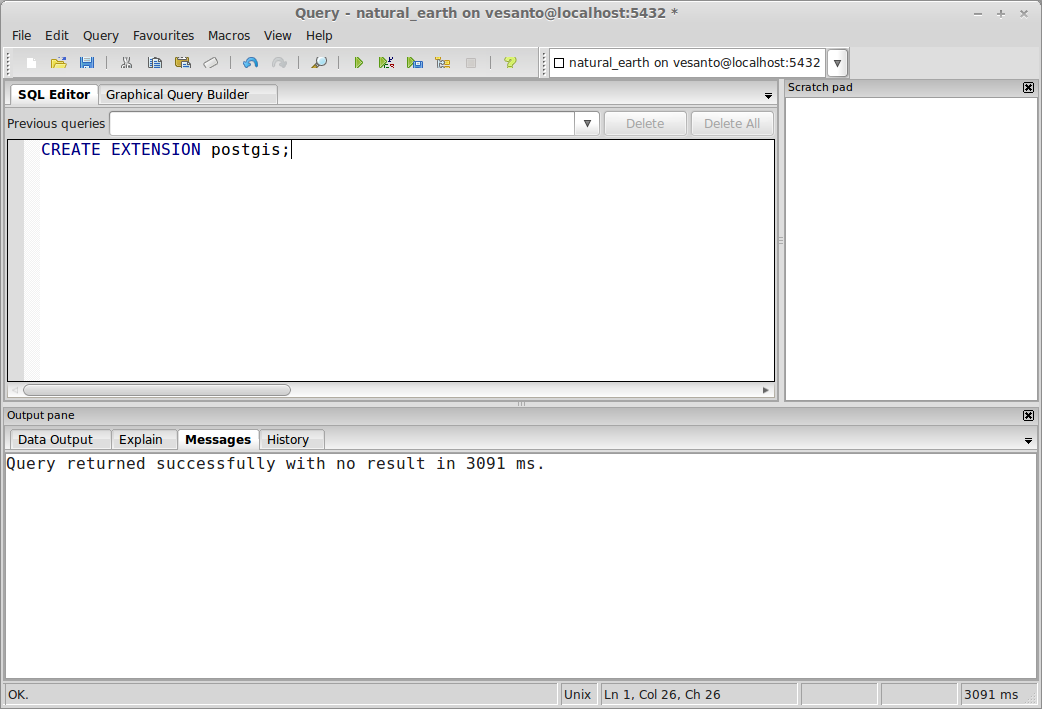 Query - natural_earth on vesanto@localhost:5432 *
File Edit Query Favourites Macros View Help
natural_earth on vesanto@localhost:5432
SQL Editor Graphical Query Builder
Scratch pad
Previous queries Delete Delete All
CREATE EXTENSION postgis;
Output pane
Data Output Explain Messages History
Query returned successfully with no result in 3091 ms.
OK. Unix Ln 1, Col 26, Ch 26 3091 ms